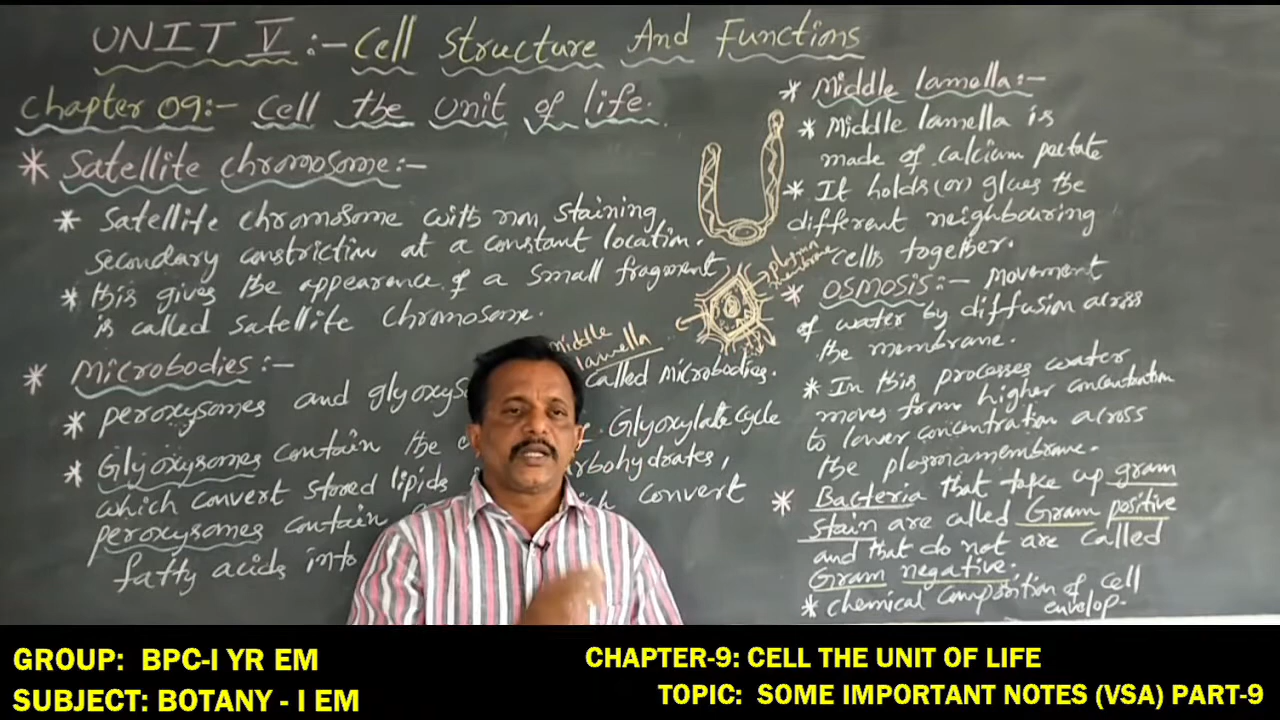 UNIT V :- Cell Structure And Functions
Chapter 09:- Cell the Unit of life.
* Satellite chromosome:-
* Satellite chromosome with non staining
secondary constriction at a constant location.
* this gives the appearence of a small fragment
is called Satellite Chromosome.
* Microbodies:-
* peroxysomes and glyoxyso called microbodies.
* Glyoxysomes contain the Glyoxylate cycle
which convert stored lipids rbohydrates,
peroxysomes contain convert
fatty acids into
middle
lamella
plasma
membrane
* Middle lamella:-
* Middle lamella is
made of calcium pectate
* It holds (or) glues the
different neighbouring
cells together.
* OSMOSIS:- movement
of water by diffusion across
the membrane.
* In this processes water
moves from higher concentration
to lower concentration across
the plasmamembrane.
* Bacteria that take up gram
stain are called Gram positive
and that do not are called
Gram negative.
* chemical composition of cell
envelop.
GROUP: BPC-I YR EM
SUBJECT: BOTANY - I EM
CHAPTER-9: CELL THE UNIT OF LIFE
TOPIC: SOME IMPORTANT NOTES (VSA) PART-9